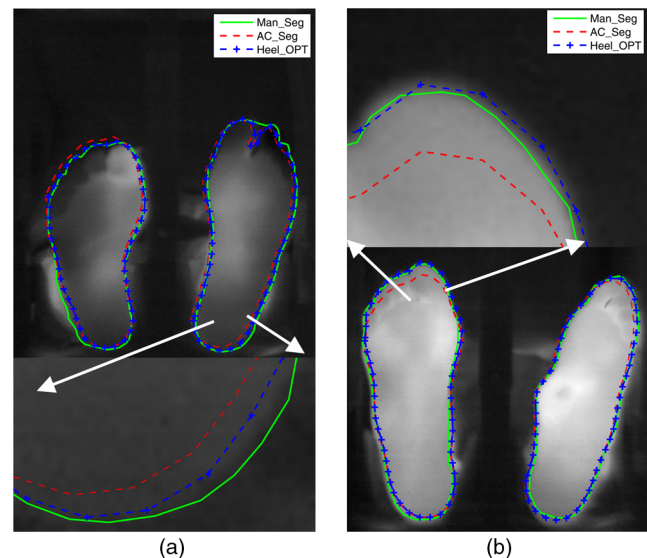 Man_Seg
AC_Seg
Heel_OPT
Man_Seg
AC_Seg
Heel_OPT
(a)
(b)